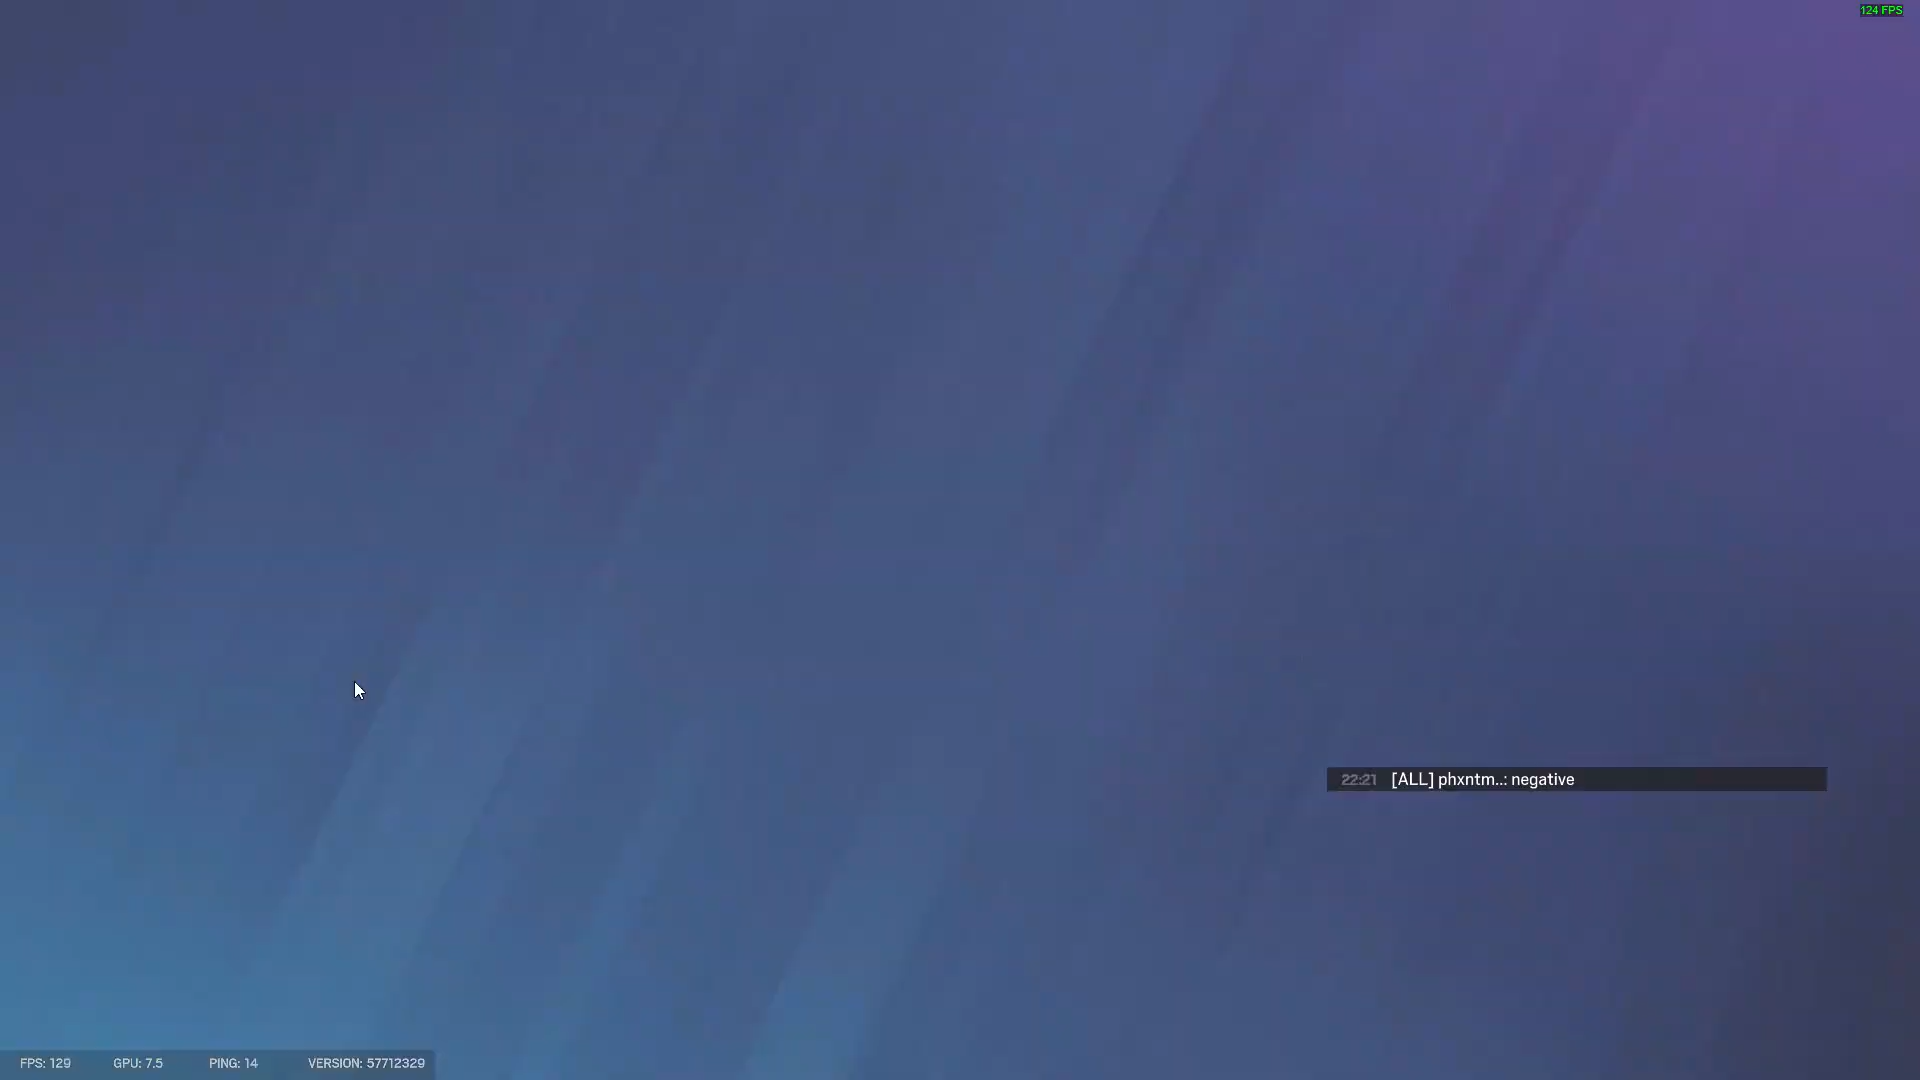 124 FPS
22:21 [ALL] phxntm..: negative
FPS: 129 GPU: 7.5 PING: 14 VERSION: 57712329